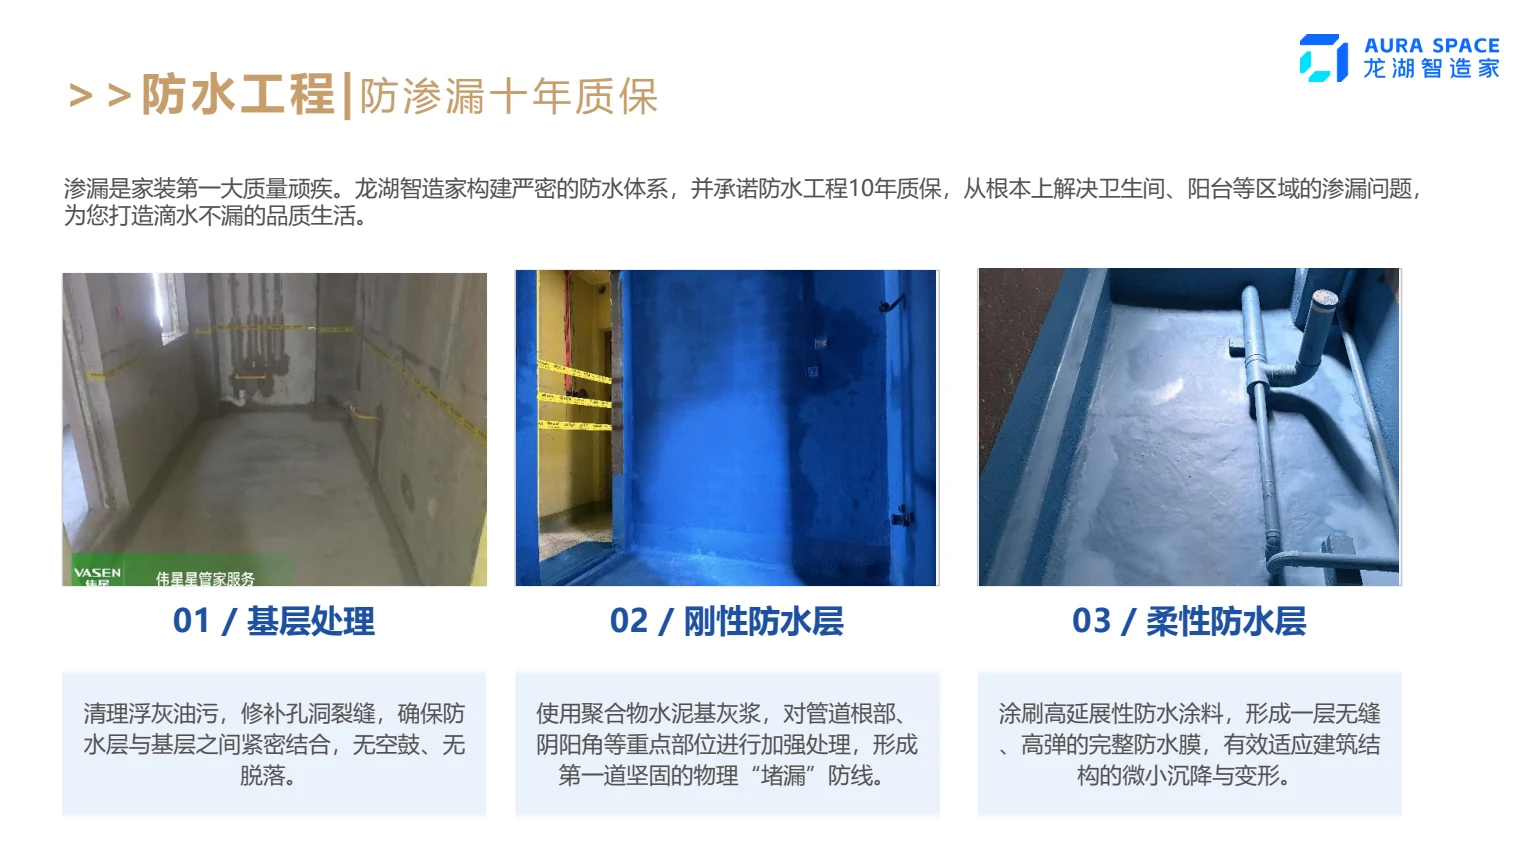 AURA SPACE
龙湖智造家
>>防水工程|防渗漏十年质保
渗漏是家装第一大质量顽疾。龙湖智造家构建严密的防水体系，并承诺防水工程10年质保，从根本上解决卫生间、阳台等区域的渗漏问题，
为您打造滴水不漏的品质生活。
VASEN
伟星星管家服务
01 / 基层处理
02 / 刚性防水层
03 / 柔性防水层
清理浮灰油污，修补孔洞裂缝，确保防
水层与基层之间紧密结合，无空鼓、无
脱落。
使用聚合物水泥基灰浆，对管道根部、
阴阳角等重点部位进行加强处理，形成
第一道坚固的物理“堵漏”防线。
涂刷高延展性防水涂料，形成一层无缝
、高弹的完整防水膜，有效适应建筑结
构的微小沉降与变形。